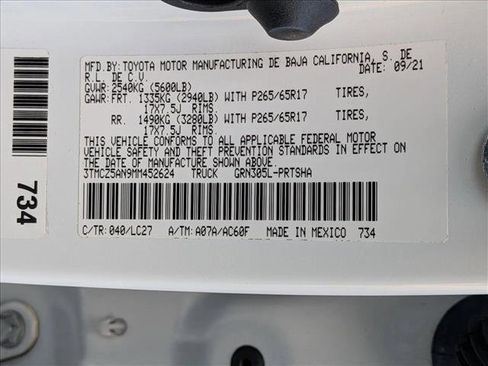 MFD.BY: TOYOTA MOTOR MANUFACTURING DE BAJA CALIFORNIA, S. DE
R.L. DE C.V. DATE: 09/21
GVWR: 2540KG (5600LB)
GAWR: FRT. 1335KG (2940LB) WITH P265/65R17 TIRES,
17X7.5J RIMS.
RR. 1490KG (3280LB) WITH P265/65R17 TIRES,
17X7.5J RIMS.
THIS VEHICLE CONFORMS TO ALL APPLICABLE FEDERAL MOTOR
VEHICLE SAFETY AND THEFT PREVENTION STANDARDS IN EFFECT
ON THE DATE OF MANUFACTURE SHOWN ABOVE.
3TMCZ5AN9MM452624 TRUCK GRN305L-PRTSHA
C/TR: 040/LC27 A/TM: A07A/AC60F MADE IN MEXICO 734
734